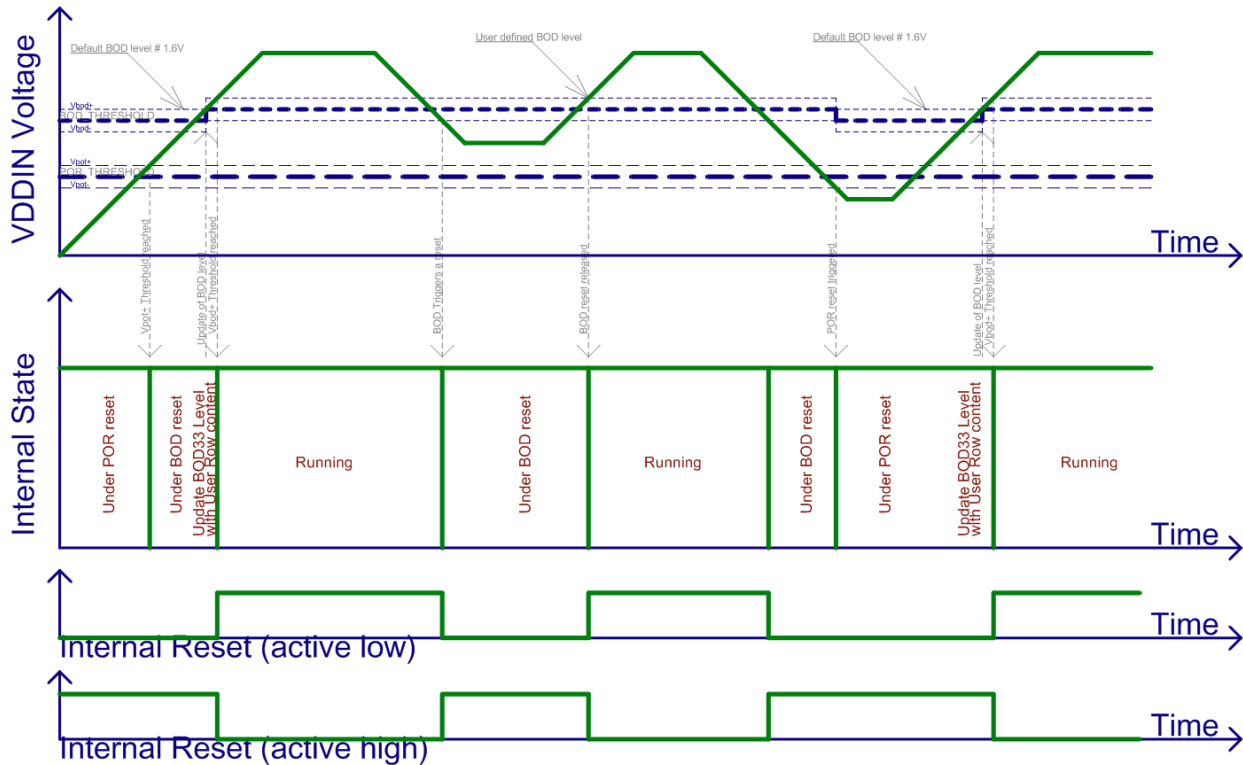 VDDIN Voltage
Default BOD level # 1.6V
User defined BOD level
Default BOD level # 1.6V
Vbod+
BOD THRESHOLD
Vbod-
Vpot+
POR THRESHOLD
Vpot-
Time
Vpot+ Threshold reached
Update of BOD level
Vbod+ Threshold reached
BOD Triggers a reset
BOD reset released
POR reset triggered
Update of BOD level
Vbod+ Threshold reached
Internal State
Under POR reset
Under BOD reset
Update BOD33 Level
with User Row content
Running
Under BOD reset
Running
Under BOD reset
Under POR reset
Update BOD33 Level
with User Row content
Running
Time
Time
Internal Reset (active low)
Time
Internal Reset (active high)